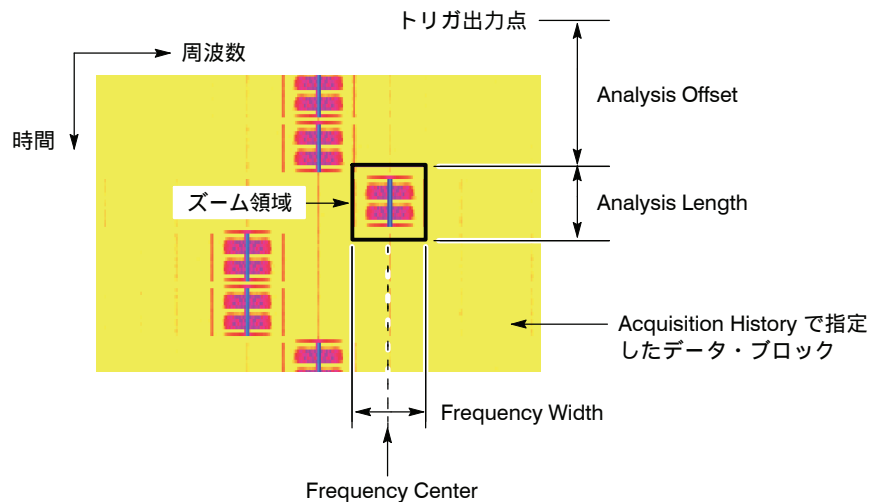 トリガ出力点
周波数
Analysis Offset
時間
ズーム領域
Analysis Length
Acquisition History で指定
したデータ・ブロック
Frequency Width
Frequency Center